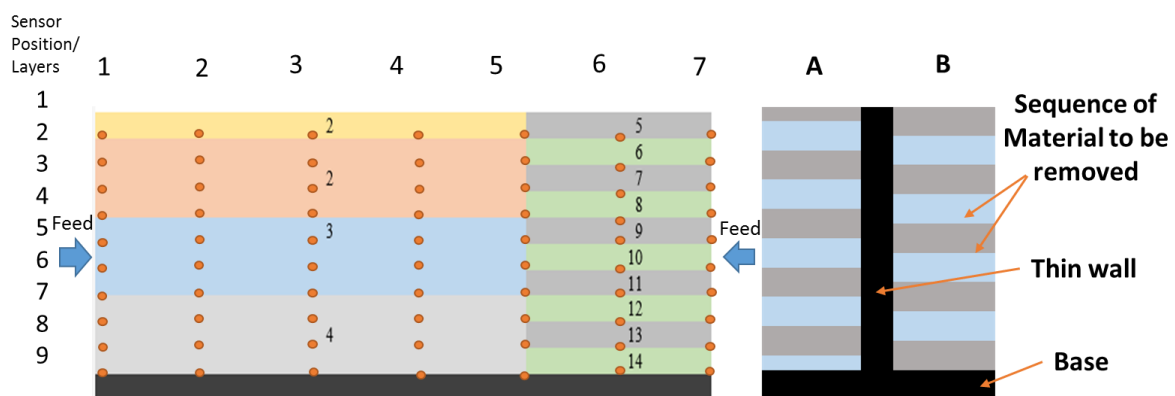 Sensor
Position/
Layers
1 2 3 4 5 6 7
A B
1
2
3
4
5
6
7
8
9
Feed
2
2
3
4
5
6
7
8
9
10
11
12
13
14
Feed
Sequence of
Material to be
removed
Thin wall
Base